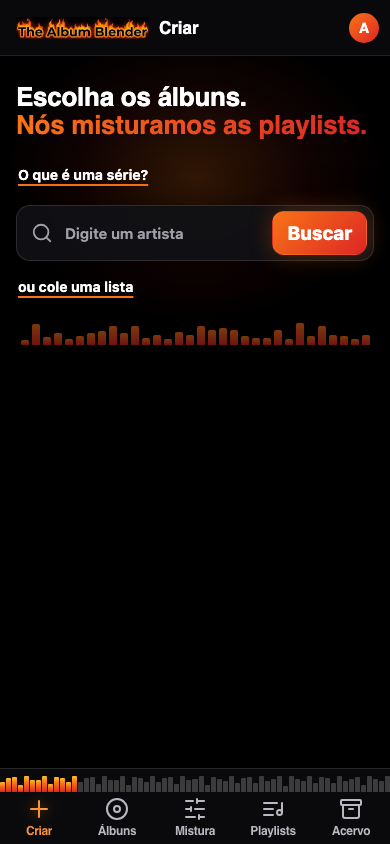 The Album Blender Criar A
Escolha os álbuns.
Nós misturamos as playlists.
O que é uma série?
Digite um artista Buscar
ou cole uma lista
Criar Álbuns Mistura Playlists Acervo